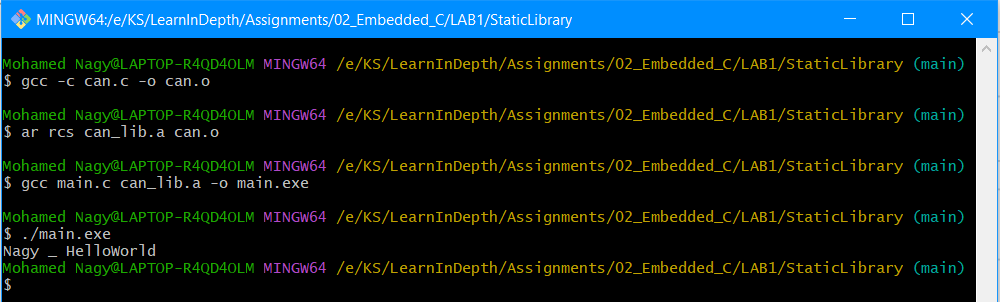 MINGW64:/e/KS/LearnInDepth/Assignments/02_Embedded_C/LAB1/StaticLibrary
Mohamed Nagy@LAPTOP-R4QD4OLM MINGW64 /e/KS/LearnInDepth/Assignments/02_Embedded_C/LAB1/StaticLibrary (main)
$ gcc -c can.c -o can.o
Mohamed Nagy@LAPTOP-R4QD4OLM MINGW64 /e/KS/LearnInDepth/Assignments/02_Embedded_C/LAB1/StaticLibrary (main)
$ ar rcs can_lib.a can.o
Mohamed Nagy@LAPTOP-R4QD4OLM MINGW64 /e/KS/LearnInDepth/Assignments/02_Embedded_C/LAB1/StaticLibrary (main)
$ gcc main.c can_lib.a -o main.exe
Mohamed Nagy@LAPTOP-R4QD4OLM MINGW64 /e/KS/LearnInDepth/Assignments/02_Embedded_C/LAB1/StaticLibrary (main)
$ ./main.exe
Nagy _ HelloWorld
Mohamed Nagy@LAPTOP-R4QD4OLM MINGW64 /e/KS/LearnInDepth/Assignments/02_Embedded_C/LAB1/StaticLibrary (main)
$